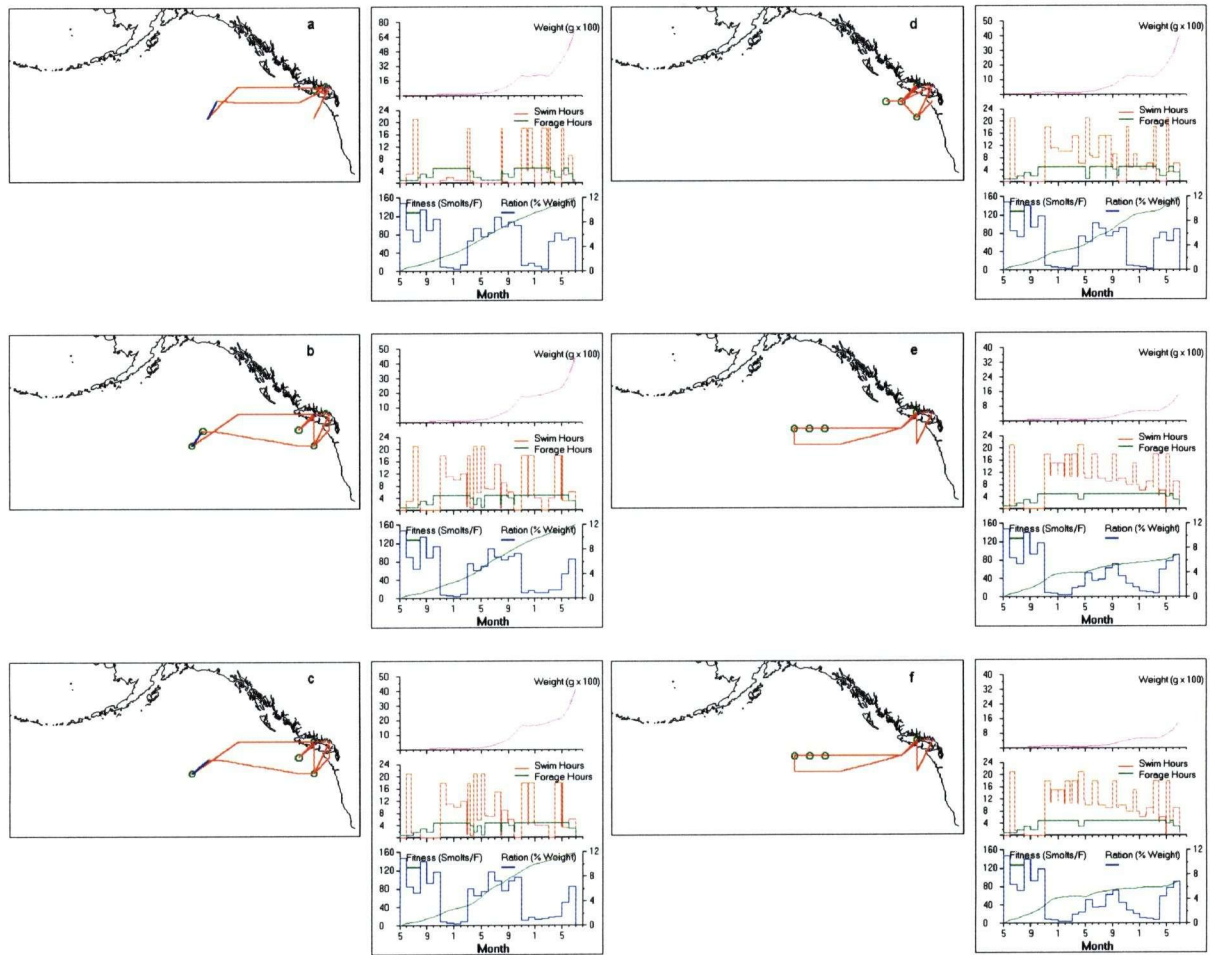 a
Weight (g x 100)
80
64
48
32
16
Swim Hours
Forage Hours
24
20
16
12
8
4
Fitness (Smolts/F)
Ration (% Weight)
160
120
80
40
0
12
8
4
0
5 9 1 5 9 1 5
Month
d
Weight (g x 100)
50
40
30
20
10
Swim Hours
Forage Hours
24
20
16
12
8
4
Fitness (Smolts/F)
Ration (% Weight)
160
120
80
40
0
12
8
4
0
5 9 1 5 9 1 5
Month
b
Weight (g x 100)
50
40
30
20
10
Swim Hours
Forage Hours
24
20
16
12
8
4
Fitness (Smolts/F)
Ration (% Weight)
160
120
80
40
0
12
8
4
0
5 9 1 5 9 1 5
Month
e
Weight (g x 100)
40
32
24
16
8
Swim Hours
Forage Hours
24
20
16
12
8
4
Fitness (Smolts/F)
Ration (% Weight)
160
120
80
40
0
12
8
4
0
5 9 1 5 9 1 5
Month
c
Weight (g x 100)
50
40
30
20
10
Swim Hours
Forage Hours
24
20
16
12
8
4
Fitness (Smolts/F)
Ration (% Weight)
160
120
80
40
0
12
8
4
0
5 9 1 5 9 1 5
Month
f
Weight (g x 100)
40
32
24
16
8
Swim Hours
Forage Hours
24
20
16
12
8
4
Fitness (Smolts/F)
Ration (% Weight)
160
120
80
40
0
12
8
4
0
5 9 1 5 9 1 5
Month